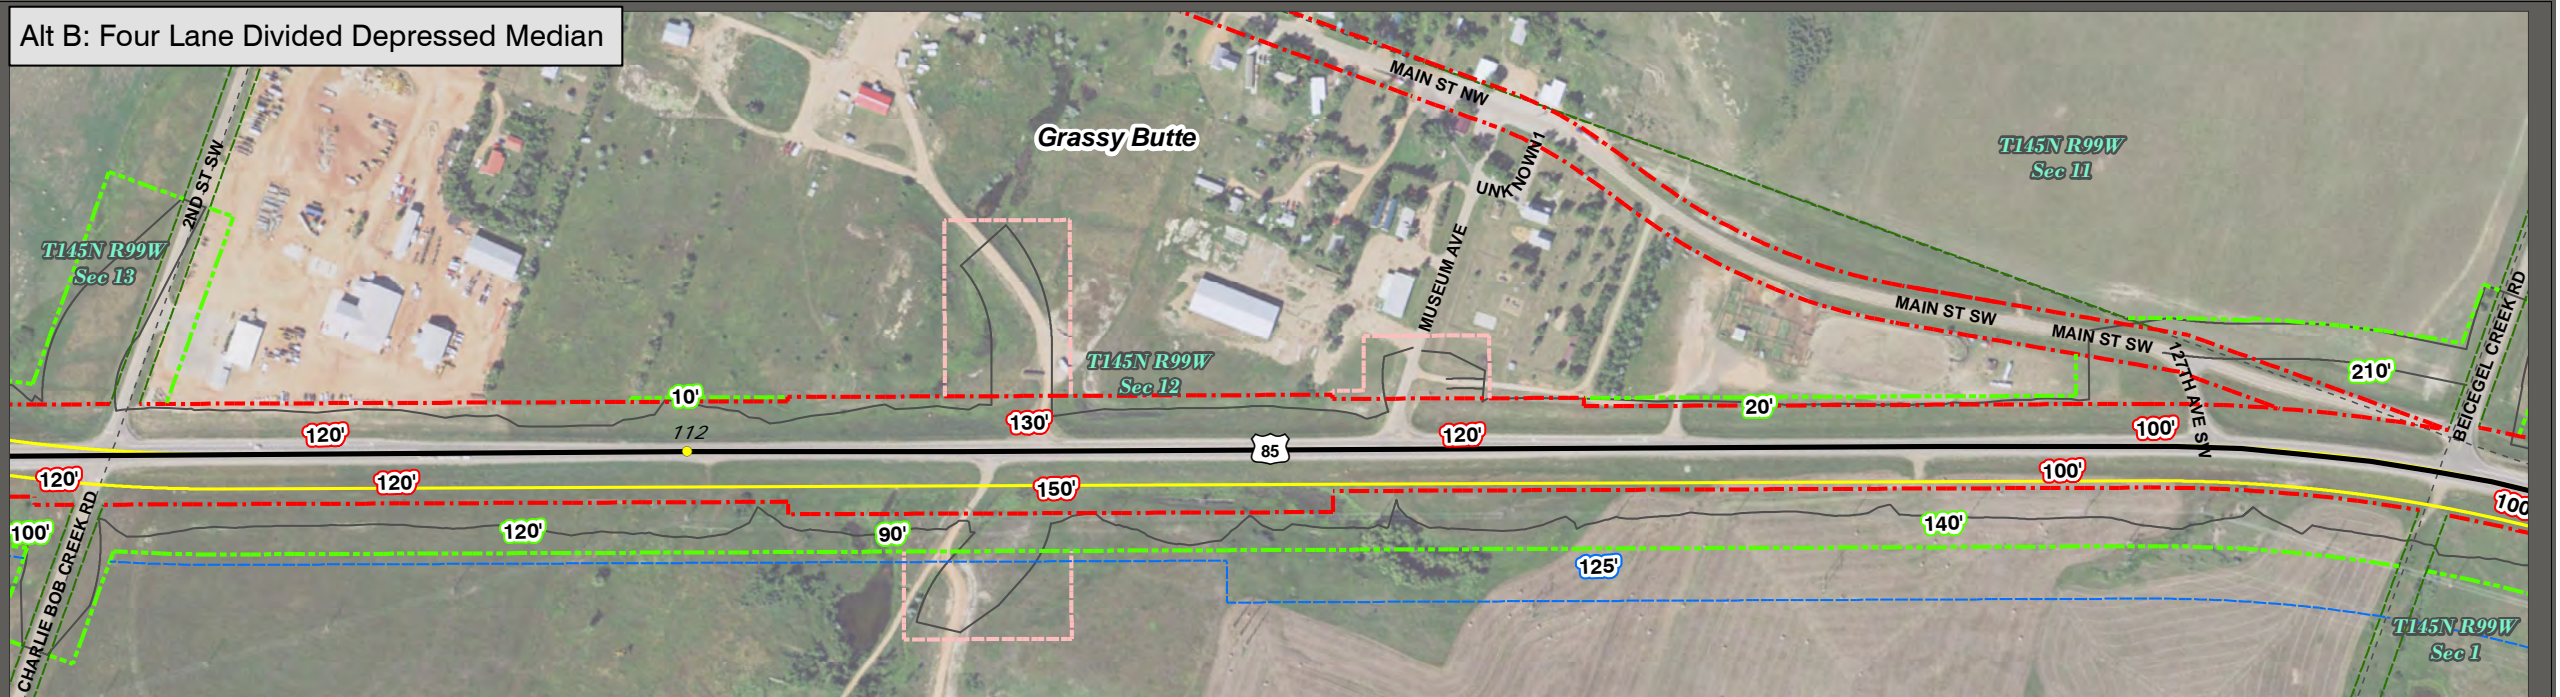 Alt B: Four Lane Divided Depressed Median
MAIN ST NW
Grassy Butte
T145N R99W
Sec 11
2ND ST SW
UNKNOWN1
T145N R99W
Sec 13
MUSEUM AVE
MAIN ST SW
MAIN ST SW
BEICEGEL CREEK RD
T145N R99W
Sec 12
127TH AVE SW
210'
10'
20'
120'
112
130'
120'
100'
85
120'
120'
150'
100'
100
100'
120'
90'
140'
CHARLIE BOB CREEK RD
125'
T145N R99W
Sec 1